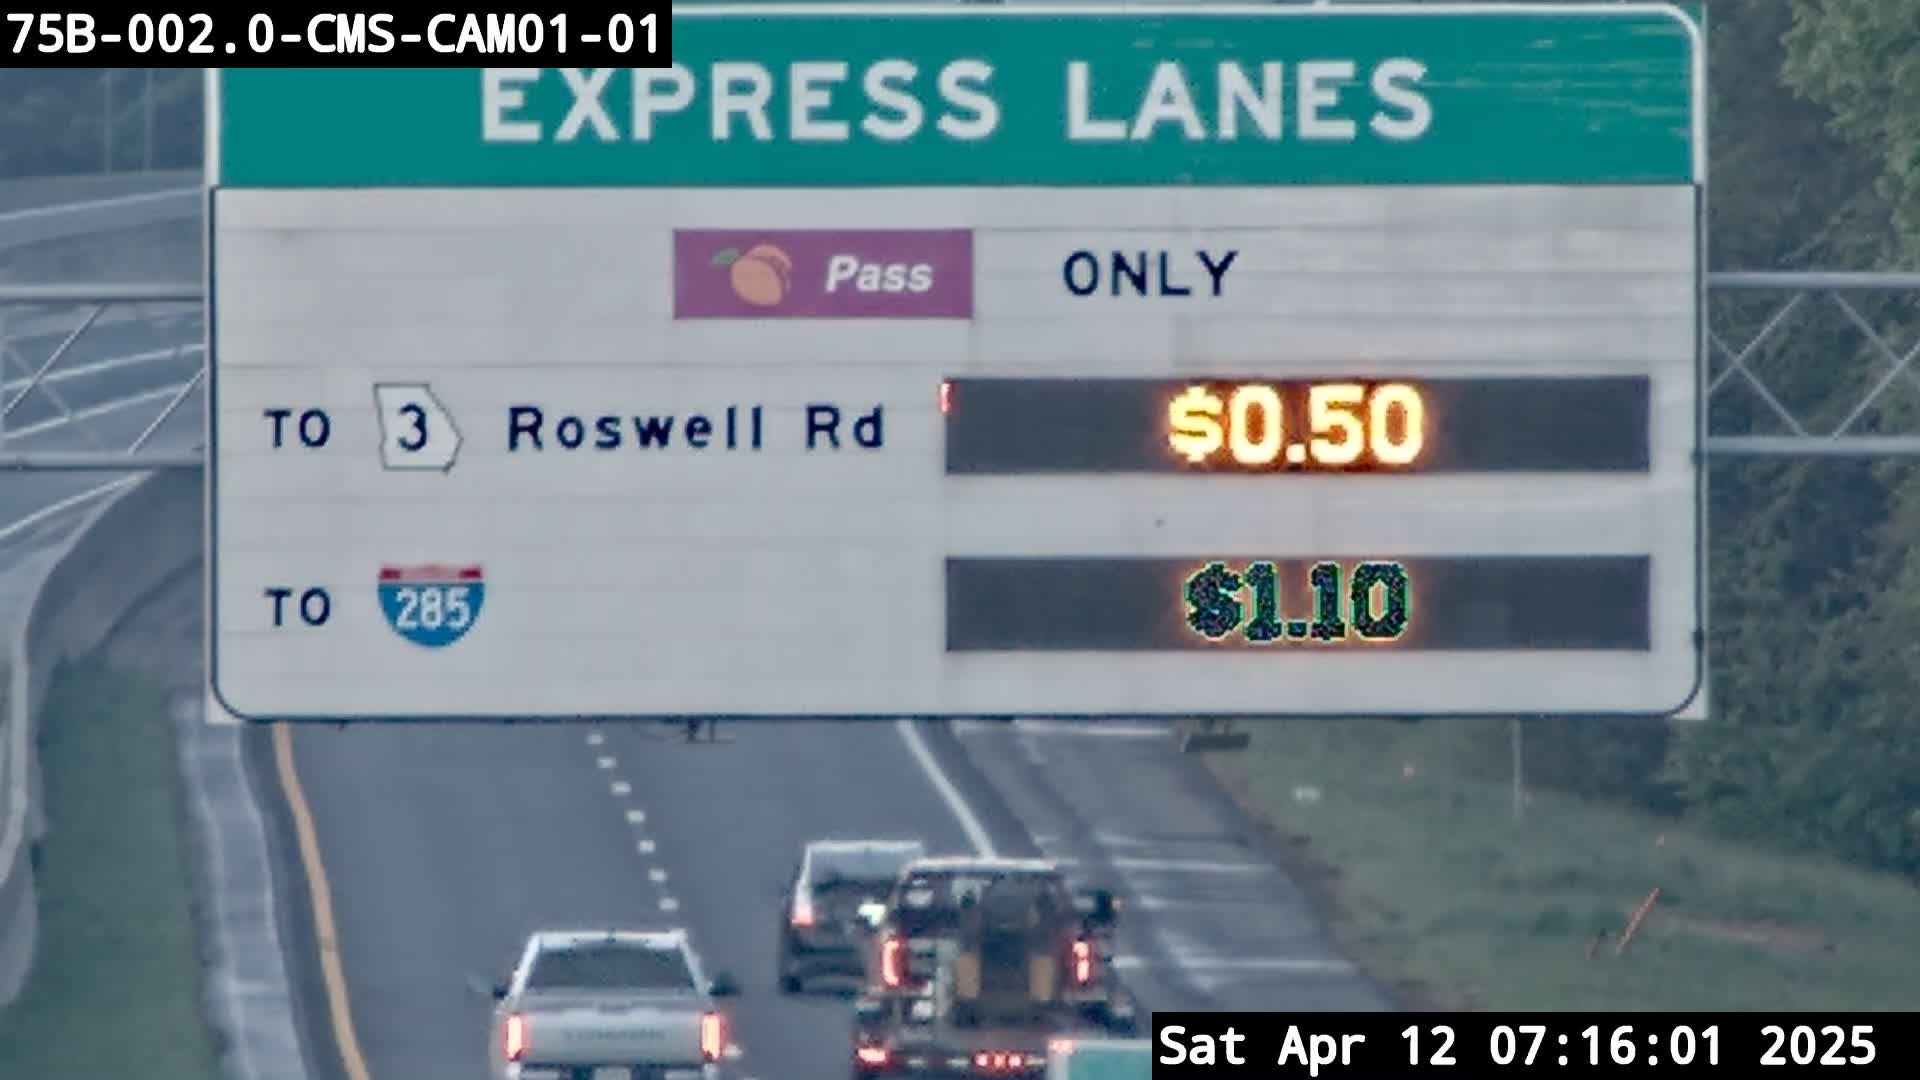 75B-002.0-CMS-CAM01-01
EXPRESS LANES
Pass ONLY
TO 3 Roswell Rd $0.50
TO 285 $1.10
Sat Apr 12 07:16:01 2025